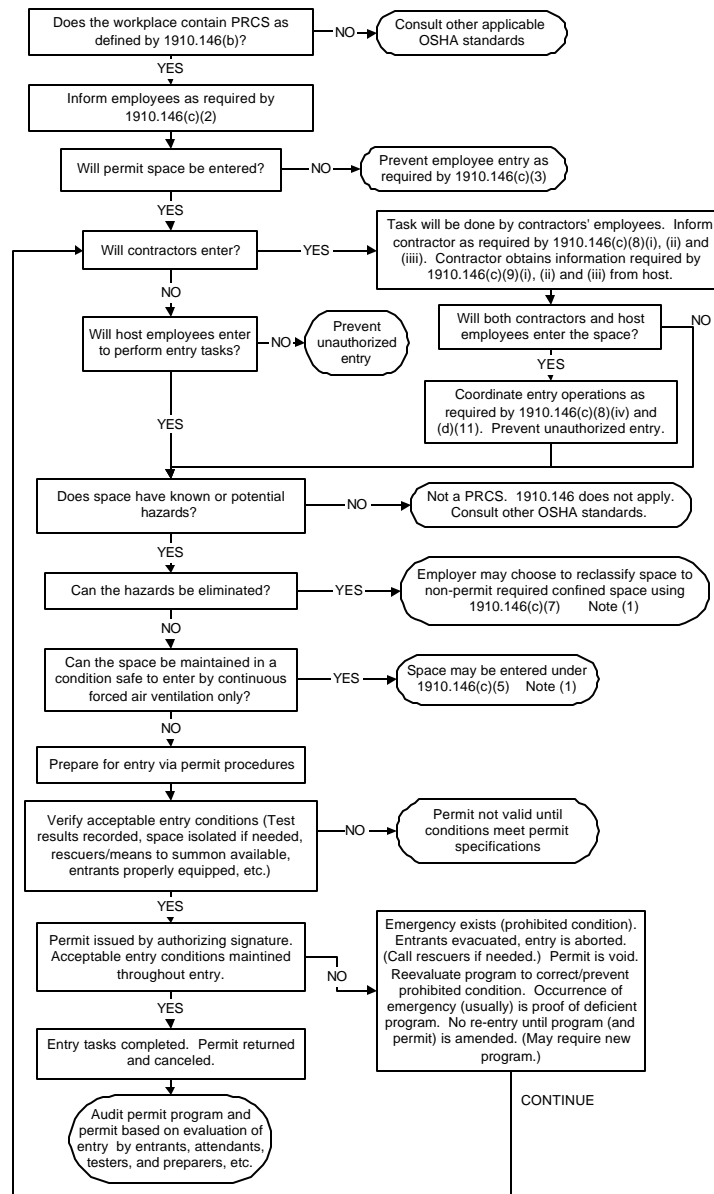 Does the workplace contain PRCS as
defined by 1910.146(b)?
NO
Consult other applicable
OSHA standards
YES
Inform employees as required by
1910.146(c)(2)
Will permit space be entered?
NO
Prevent employee entry as
required by 1910.146(c)(3)
YES
Will contractors enter?
YES
Task will be done by contractors' employees. Inform
contractor as required by 1910.146(c)(8)(i), (ii) and
(iiii). Contractor obtains information required by
1910.146(c)(9)(i), (ii) and (iii) from host.
NO
Will both contractors and host
employees enter the space?
NO
Will host employees enter
to perform entry tasks?
NO
Prevent
unauthorized
entry
YES
Coordinate entry operations as
required by 1910.146(c)(8)(iv) and
(d)(11). Prevent unauthorized entry.
YES
Does space have known or potential
hazards?
NO
Not a PRCS. 1910.146 does not apply.
Consult other OSHA standards.
YES
Can the hazards be eliminated?
YES
Employer may choose to reclassify space to
non-permit required confined space using
1910.146(c)(7) Note (1)
NO
Can the space be maintained in a
condition safe to enter by continuous
forced air ventilation only?
YES
Space may be entered under
1910.146(c)(5) Note (1)
NO
Prepare for entry via permit procedures
Verify acceptable entry conditions (Test
results recorded, space isolated if needed,
rescuers/means to summon available,
entrants properly equipped, etc.)
NO
Permit not valid until
conditions meet permit
specifications
YES
Permit issued by authorizing signature.
Acceptable entry conditions maintined
throughout entry.
NO
Emergency exists (prohibited condition).
Entrants evacuated, entry is aborted.
(Call rescuers if needed.) Permit is void.
Reevaluate program to correct/prevent
prohibited condition. Occurrence of
emergency (usually) is proof of deficient
program. No re-entry until program (and
permit) is amended. (May require new
program.)
YES
Entry tasks completed. Permit returned
and canceled.
CONTINUE
Audit permit program and
permit based on evaluation of
entry by entrants, attendants,
testers, and preparers, etc.